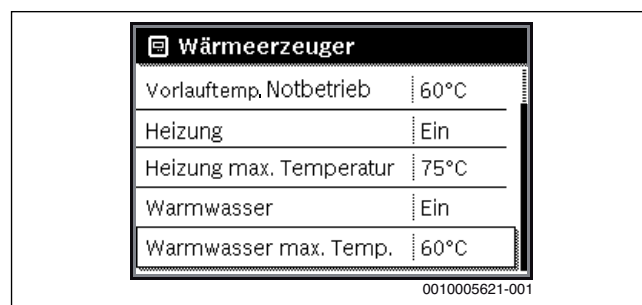 Wärmeerzeuger
Vorlauftemp. Notbetrieb 60°C
Heizung Ein
Heizung max. Temperatur 75°C
Warmwasser Ein
Warmwasser max. Temp. 60°C
0010005621-001